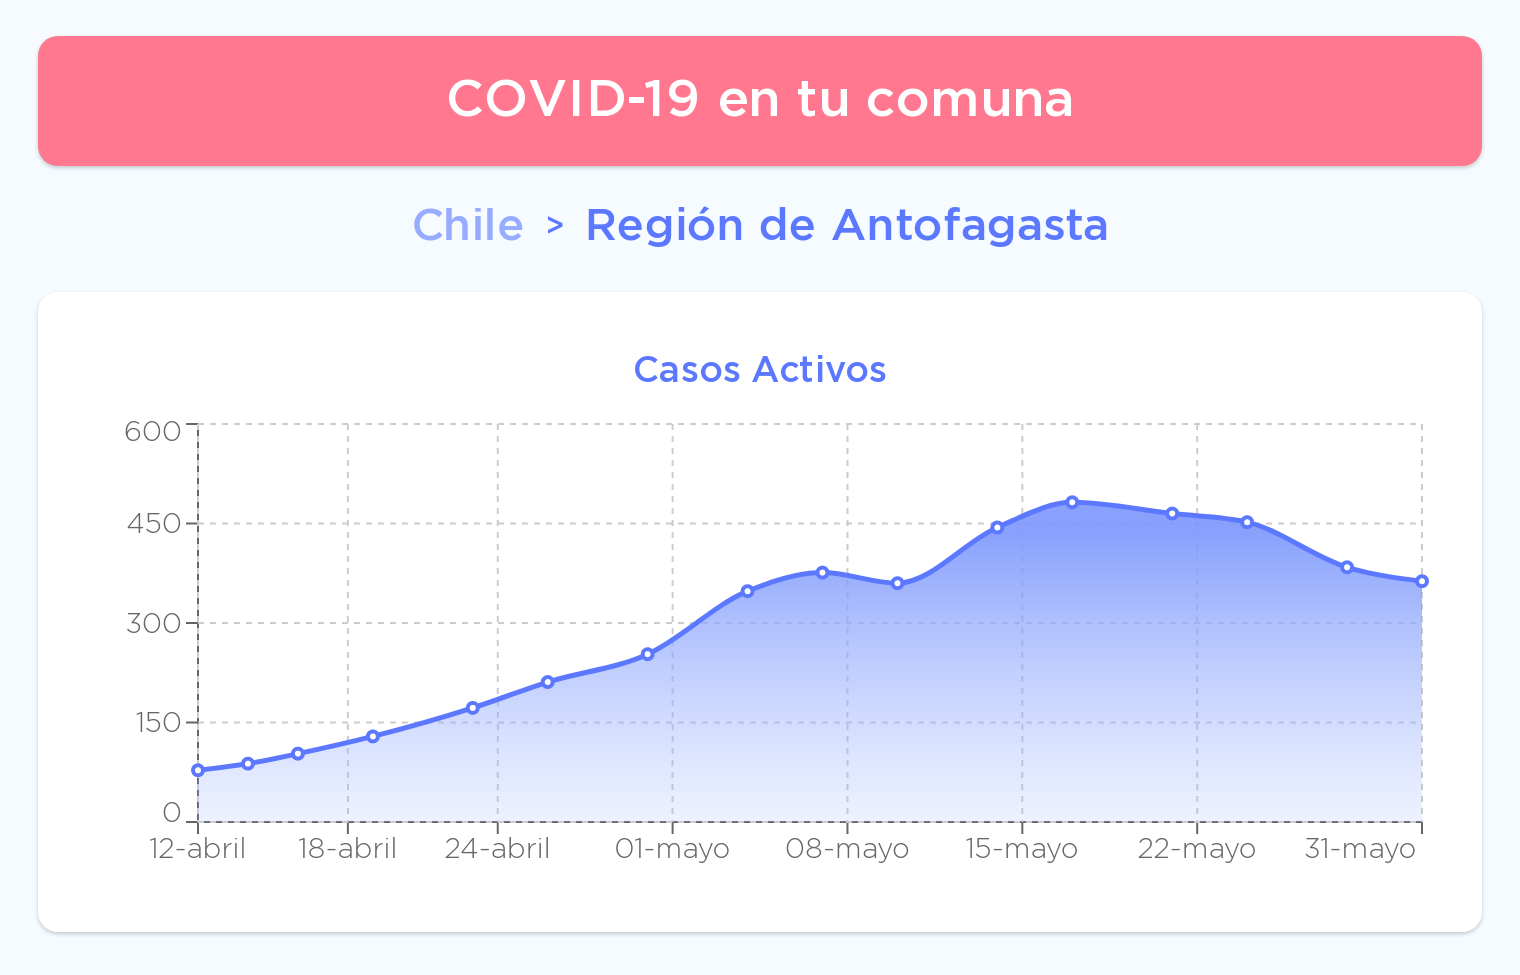 COVID-19 en tu comuna
Chile > Región de Antofagasta
Casos Activos
600
450
300
150
0
12-abril 18-abril 24-abril 01-mayo 08-mayo 15-mayo 22-mayo 31-mayo